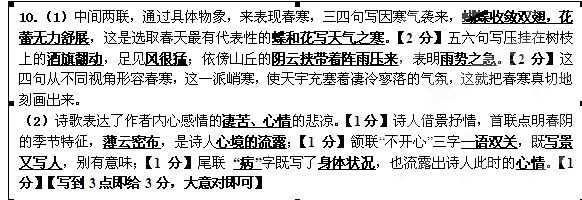 10.（1）中间两联，通过具体物象，来表现春寒，三四句写因寒气袭来，蝴蝶收敛双翅，花
蕾无力舒展，这是选取春天最有代表性的蝶和花写天气之寒。【2 分】五六句写压挂在树枝
上的酒旗翻动，足见风很猛；依傍山丘的阴云扶带着阵雨压来，表明雨势之急。【2 分】这
四句从不同视角形容春寒，这一派峭寒，使天宇充塞着凄冷寥落的气氛，这就把春寒真切地
刻画出来。
（2）诗歌表达了作者内心感情的凄苦、心情的悲凉。【1 分】诗人借景抒情，首联点明春阴
的季节特征，薄云密布，是诗人心境的流露；【1 分】颔联“不开心”三字一语双关，既写景
又写人，别有意味；【1 分】尾联 “病”字既写了身体状况，也流露出诗人此时的心情。【1
分】【写到 3 点即给 3 分，大意对即可】